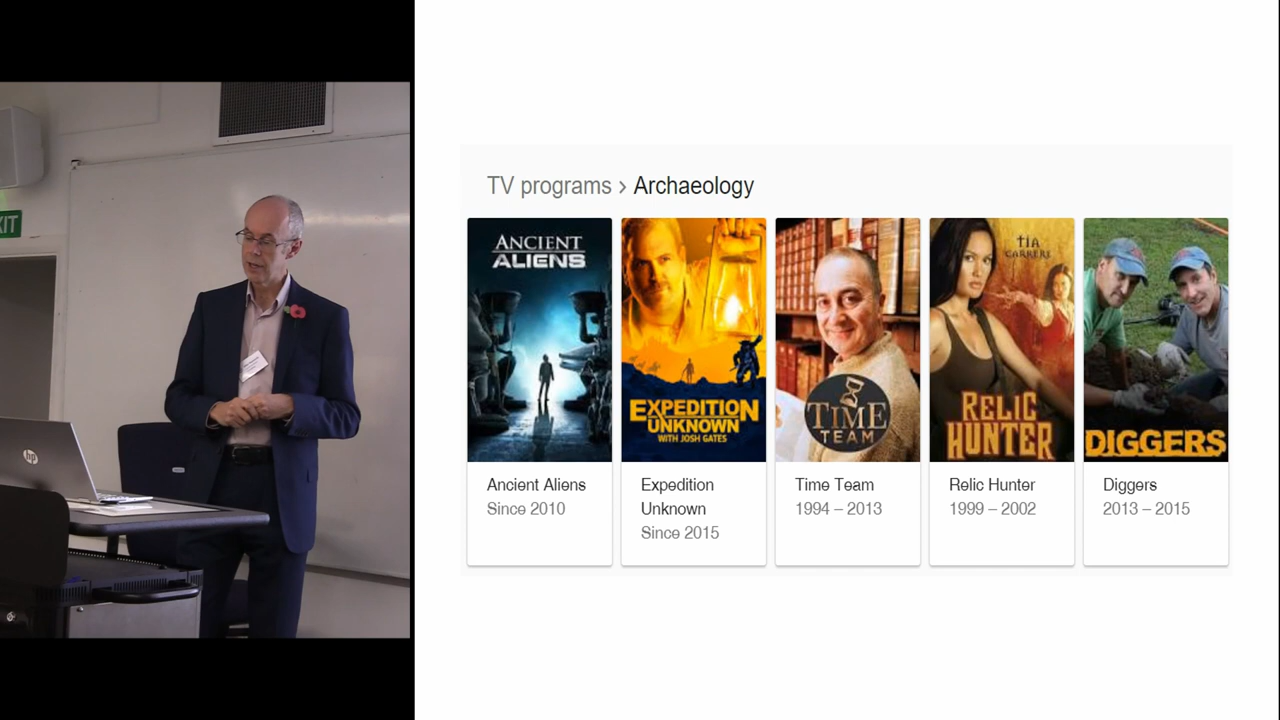 XIT
hp
TV programs › Archaeology
ANCIENT
ALIENS
Ancient Aliens
Since 2010
EXPEDITION
UNKNOWN
WITH JOSH GATES
Expedition
Unknown
Since 2015
TIME
TEAM
Time Team
1994 – 2013
TIA
CARRERE
RELIC
HUNTER
Relic Hunter
1999 – 2002
DIGGERS
Diggers
2013 – 2015